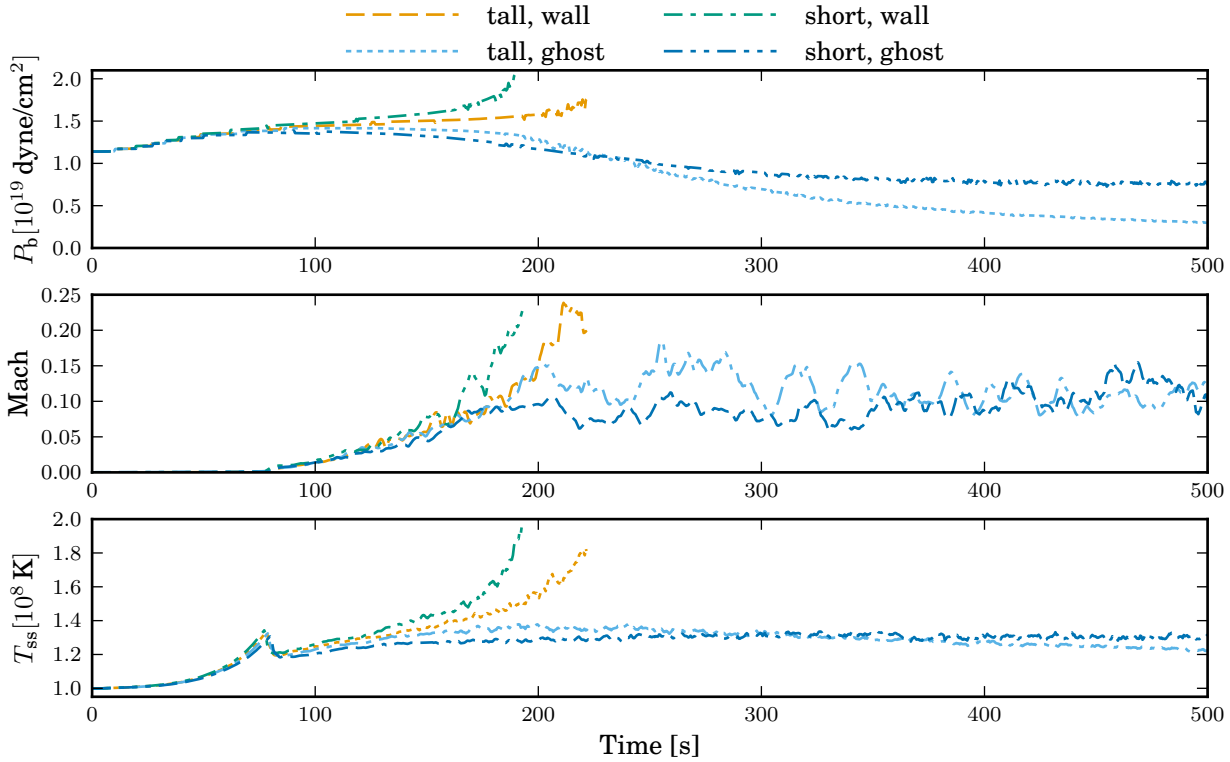 tall, wall short, wall
tall, ghost short, ghost
P_b [10^19 dyne/cm^2]
2.0
1.5
1.0
0.5
0.0
0 100 200 300 400 500
Mach
0.25
0.20
0.15
0.10
0.05
0.00
0 100 200 300 400 500
T_ss [10^8 K]
2.0
1.8
1.6
1.4
1.2
1.0
0 100 200 300 400 500
Time [s]